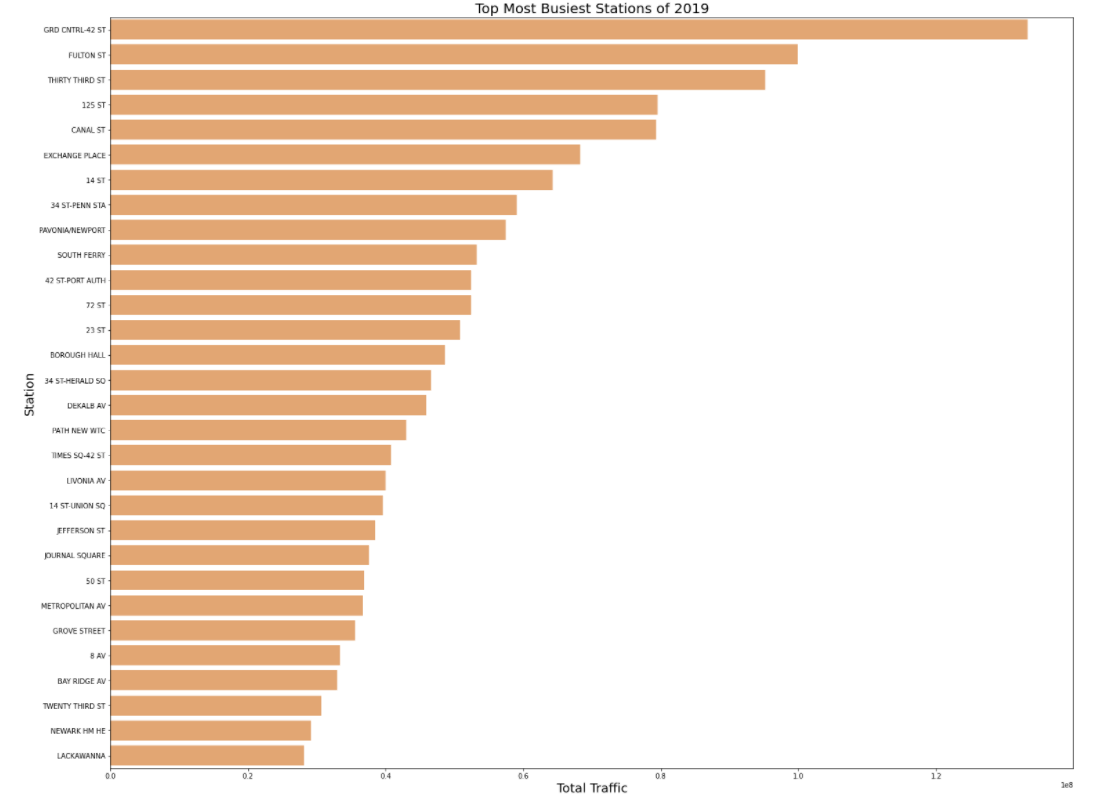 Top Most Busiest Stations of 2019
GRD CNTRL-42 ST
FULTON ST
THIRTY THIRD ST
125 ST
CANAL ST
EXCHANGE PLACE
14 ST
34 ST-PENN STA
PAVONIA/NEWPORT
SOUTH FERRY
42 ST-PORT AUTH
72 ST
23 ST
BOROUGH HALL
34 ST-HERALD SQ
DEKALB AV
PATH NEW WTC
TIMES SQ-42 ST
LIVONIA AV
14 ST-UNION SQ
JEFFERSON ST
JOURNAL SQUARE
50 ST
METROPOLITAN AV
GROVE STREET
8 AV
BAY RIDGE AV
TWENTY THIRD ST
NEWARK HM HE
LACKAWANNA
Station
0.0 0.2 0.4 0.6 0.8 1.0 1.2
1e8
Total Traffic